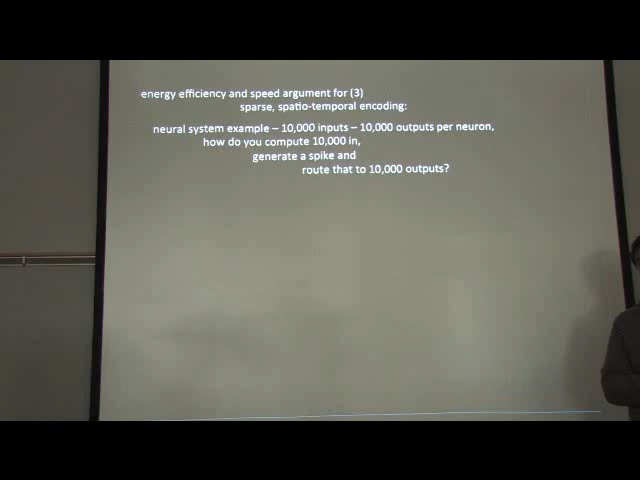 energy efficiency and speed argument for (3)
sparse, spatio-temporal encoding:
neural system example – 10,000 inputs – 10,000 outputs per neuron,
how do you compute 10,000 in,
generate a spike and
route that to 10,000 outputs?